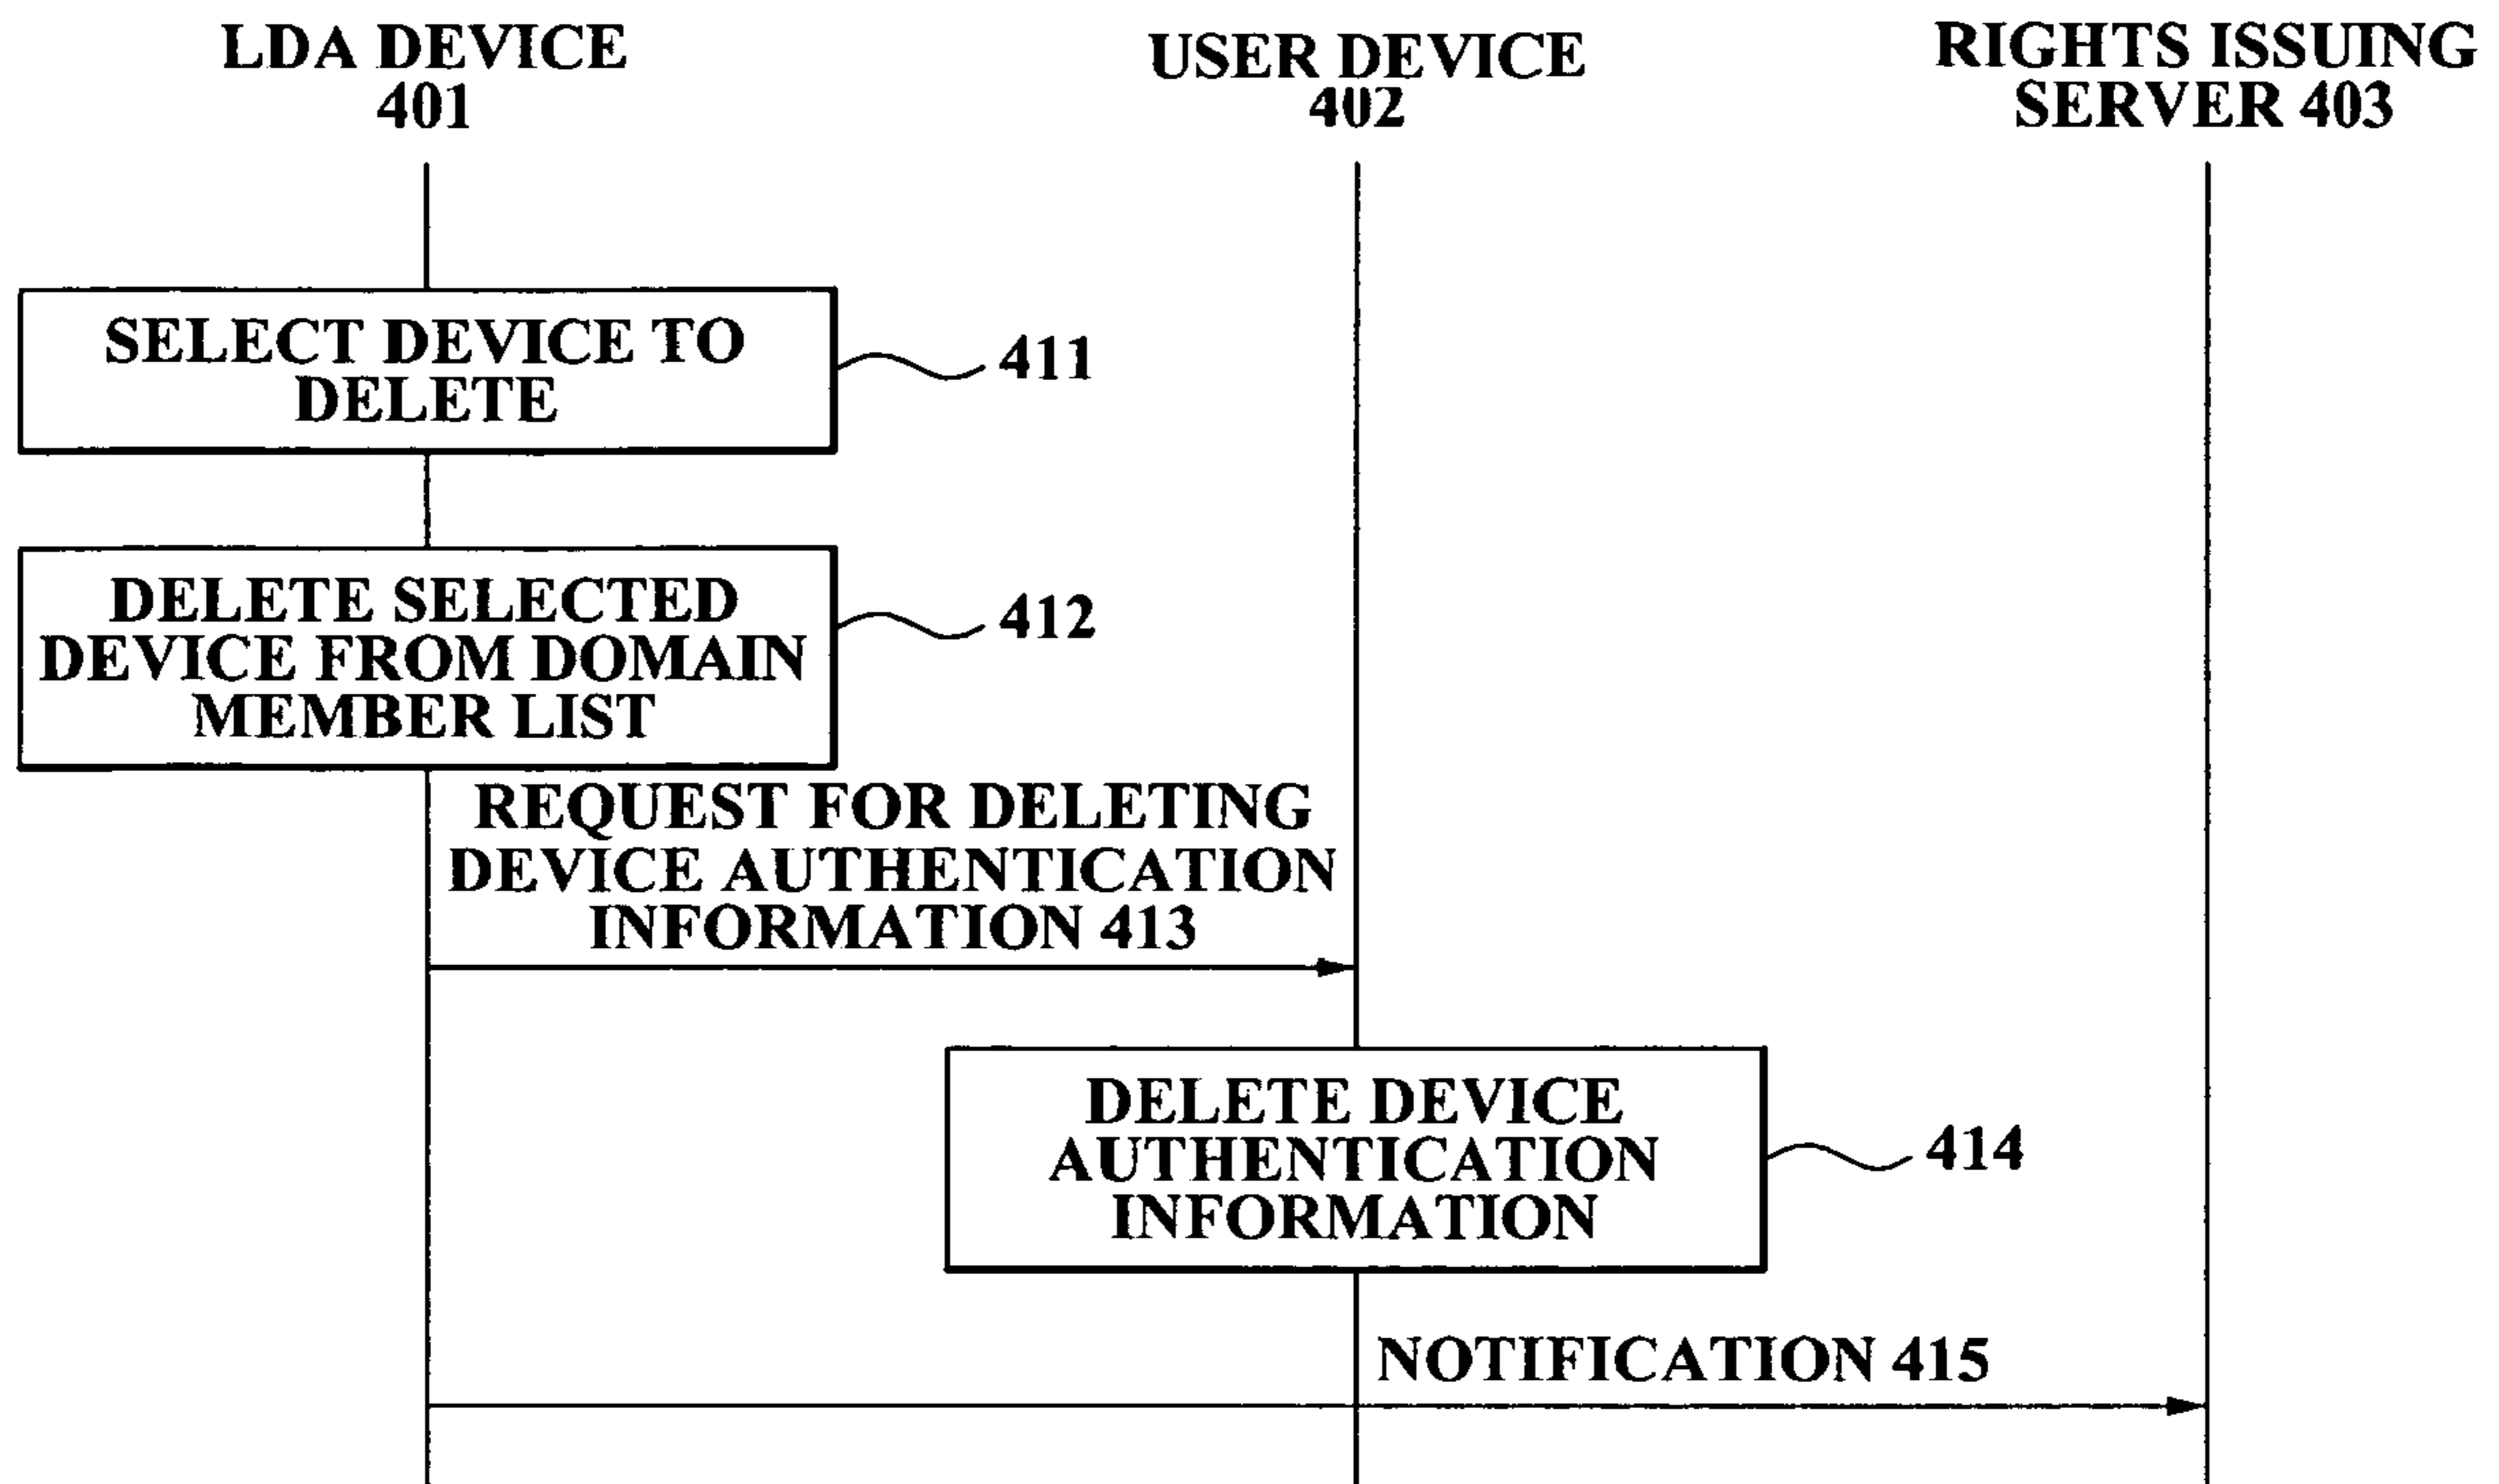 LDA DEVICE
401
USER DEVICE
402
RIGHTS ISSUING
SERVER 403
SELECT DEVICE TO
DELETE
411
DELETE SELECTED
DEVICE FROM DOMAIN
MEMBER LIST
412
REQUEST FOR DELETING
DEVICE AUTHENTICATION
INFORMATION 413
DELETE DEVICE
AUTHENTICATION
INFORMATION
414
NOTIFICATION 415